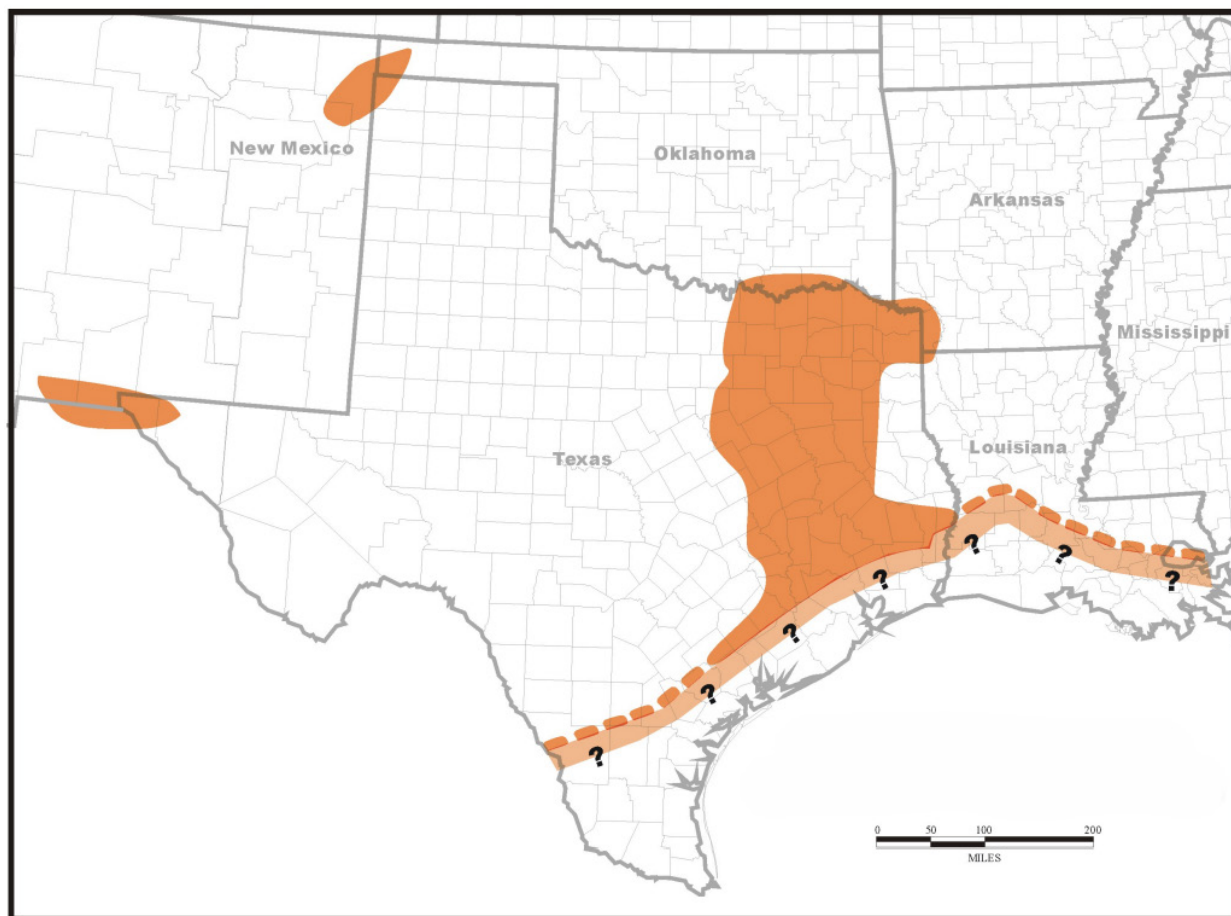 New Mexico
Oklahoma
Arkansas
Mississippi
Texas
Louisiana
?
?
?
?
?
?
?
0 50 100 200
MILES